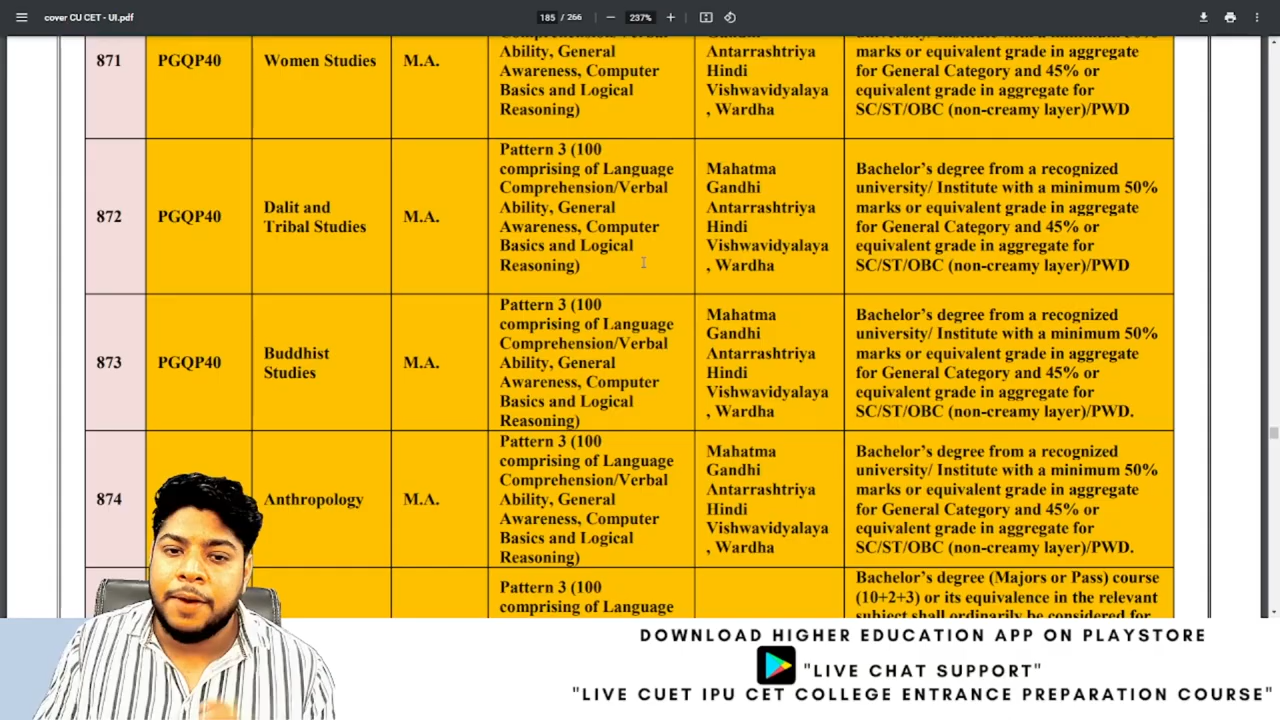 cover CU CET - UI.pdf
185 / 266
237%
871
PGQP40
Women Studies
M.A.
Ability, General
Awareness, Computer
Basics and Logical
Reasoning)
Gandhi
Antarrashtriya
Hindi
Vishwavidyalaya
, Wardha
marks or equivalent grade in aggregate
for General Category and 45% or
equivalent grade in aggregate for
SC/ST/OBC (non-creamy layer)/PWD
872
PGQP40
Dalit and
Tribal Studies
M.A.
Pattern 3 (100
comprising of Language
Comprehension/Verbal
Ability, General
Awareness, Computer
Basics and Logical
Reasoning)
Mahatma
Gandhi
Antarrashtriya
Hindi
Vishwavidyalaya
, Wardha
Bachelor’s degree from a recognized
university/ Institute with a minimum 50%
marks or equivalent grade in aggregate
for General Category and 45% or
equivalent grade in aggregate for
SC/ST/OBC (non-creamy layer)/PWD
873
PGQP40
Buddhist
Studies
M.A.
Pattern 3 (100
comprising of Language
Comprehension/Verbal
Ability, General
Awareness, Computer
Basics and Logical
Reasoning)
Mahatma
Gandhi
Antarrashtriya
Hindi
Vishwavidyalaya
, Wardha
Bachelor’s degree from a recognized
university/ Institute with a minimum 50%
marks or equivalent grade in aggregate
for General Category and 45% or
equivalent grade in aggregate for
SC/ST/OBC (non-creamy layer)/PWD.
874
Anthropology
M.A.
Pattern 3 (100
comprising of Language
Comprehension/Verbal
Ability, General
Awareness, Computer
Basics and Logical
Reasoning)
Mahatma
Gandhi
Antarrashtriya
Hindi
Vishwavidyalaya
, Wardha
Bachelor’s degree from a recognized
university/ Institute with a minimum 50%
marks or equivalent grade in aggregate
for General Category and 45% or
equivalent grade in aggregate for
SC/ST/OBC (non-creamy layer)/PWD.
Pattern 3 (100
comprising of Language
Bachelor’s degree (Majors or Pass) course
(10+2+3) or its equivalence in the relevant
subject shall ordinarily be considered for
DOWNLOAD HIGHER EDUCATION APP ON PLAYSTORE
"LIVE CHAT SUPPORT"
"LIVE CUET IPU CET COLLEGE ENTRANCE PREPARATION COURSE"